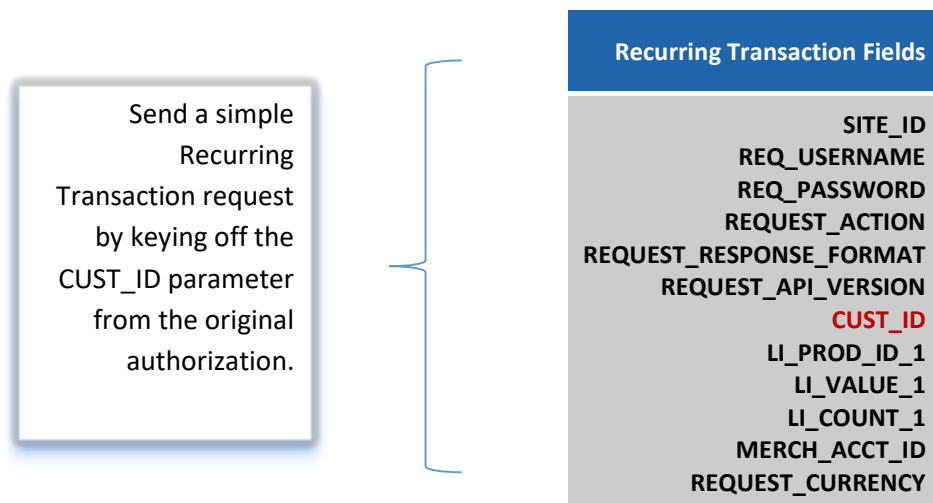 Send a simple
Recurring
Transaction request
by keying off the
CUST_ID parameter
from the original
authorization.
Recurring Transaction Fields
SITE_ID
REQ_USERNAME
REQ_PASSWORD
REQUEST_ACTION
REQUEST_RESPONSE_FORMAT
REQUEST_API_VERSION
CUST_ID
LI_PROD_ID_1
LI_VALUE_1
LI_COUNT_1
MERCH_ACCT_ID
REQUEST_CURRENCY